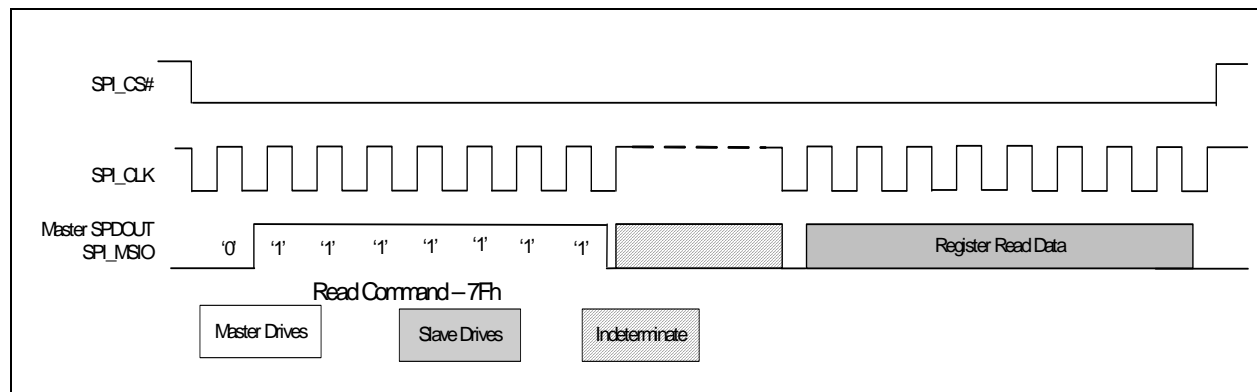 SPI_CS#
SPI_CLK
Master SPDOUT
SPI_MSIO
‘0’ ‘1’ ‘1’ ‘1’ ‘1’ ‘1’ ‘1’ ‘1’
Register Read Data
Read Command – 7Fh
Master Drives
Slave Drives
Indeterminate